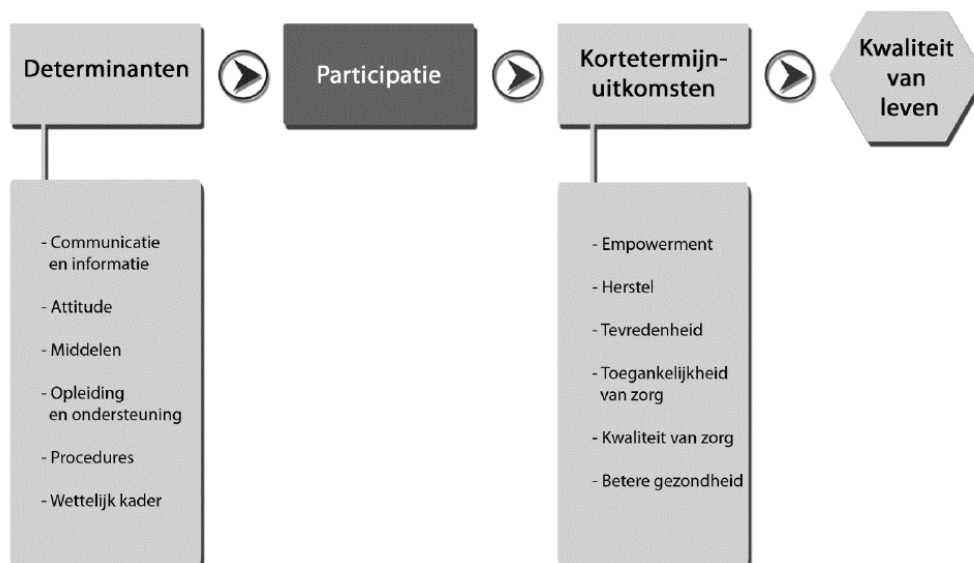 Determinanten
Participatie
Kortetermijn-
uitkomsten
Kwaliteit
van
leven
- Communicatie
en informatie
- Attitude
- Middelen
- Opleiding
en ondersteuning
- Procedures
- Wettelijk kader
- Empowerment
- Herstel
- Tevredenheid
- Toegankelijkheid
van zorg
- Kwaliteit van zorg
- Betere gezondheid